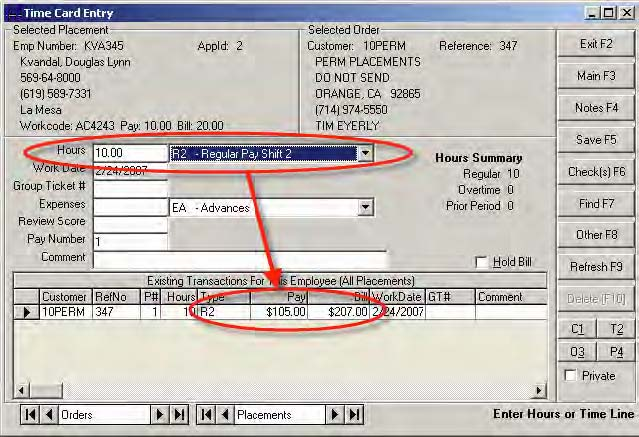 Time Card Entry
Selected Placement
Emp Number: KVA345 AppId: 2
Kvandal, Douglas Lynn
569-64-8000
(619) 589-7331
La Mesa
Workcode: AC4243 Pay: 10.00 Bill: 20.00
Selected Order
Customer: 10PERM Reference: 347
PERM PLACEMENTS
DO NOT SEND
ORANGE, CA 92865
(714) 974-5550
TIM EYERLY
Exit F2
Main F3
Notes F4
Save F5
Check(s) F6
Find F7
Other F8
Refresh F9
Delete (F10)
C1 T2
O3 P4
Private
Hours 10.00 R2 - Regular Pay Shift 2
Work Date 2/24/2007
Group Ticket #
Expenses EA - Advances
Review Score
Pay Number 1
Comment
Hours Summary
Regular 10
Overtime 0
Prior Period 0
Hold Bill
Existing Transactions For This Employee (All Placements)
Customer RefNo P# Hours Type Pay Bill WorkDate GT# Comment
10PERM 347 1 10 R2 $105.00 $207.00 2/24/2007
Orders Placements Enter Hours or Time Line